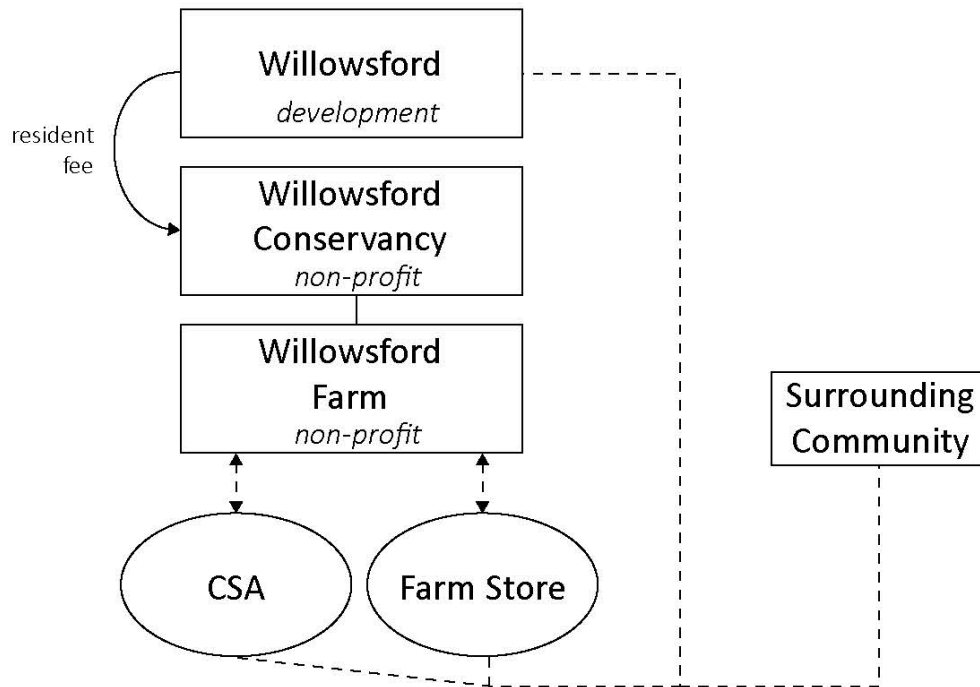 Willowsford
development
resident
fee
Willowsford
Conservancy
non-profit
Willowsford
Farm
non-profit
Surrounding
Community
CSA
Farm Store